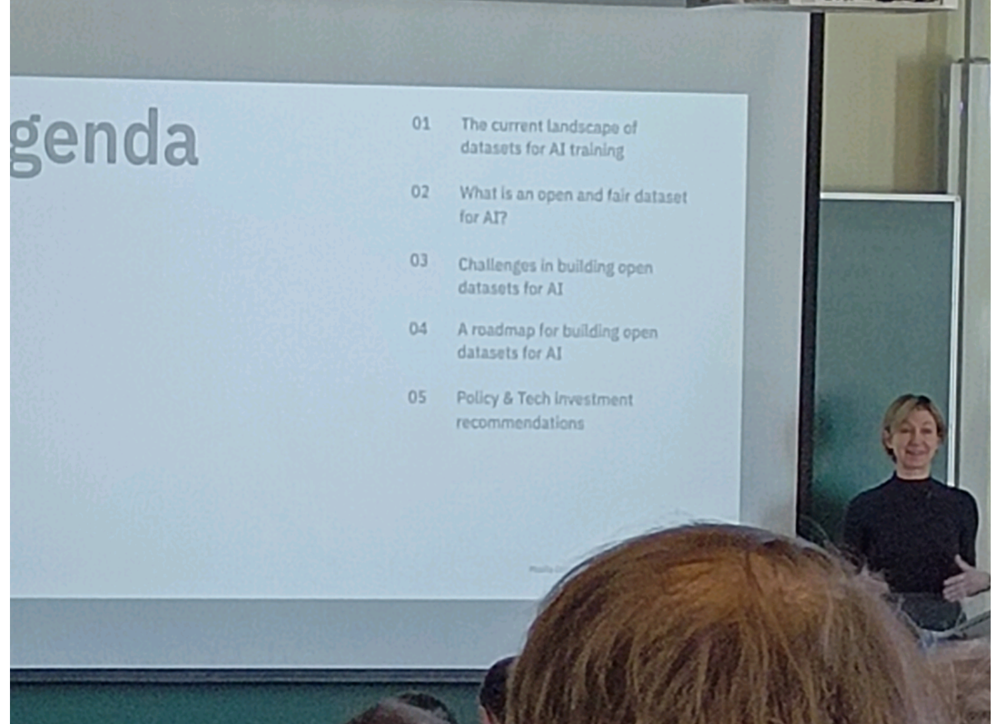 genda
01 The current landscape of
datasets for AI training
02 What is an open and fair dataset
for AI?
03 Challenges in building open
datasets for AI
04 A roadmap for building open
datasets for AI
05 Policy & Tech investment
recommendations